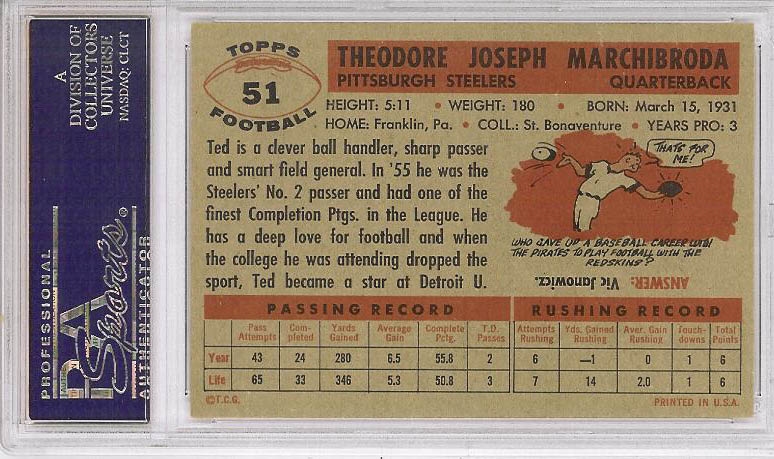 A
DIVISION OF
COLLECTORS
UNIVERSE
NASDAQ: CLCT
PROFESSIONAL
PSA
Sports®
AUTHENTICATOR
TOPPS
51
FOOTBALL
THEODORE JOSEPH MARCHIBRODA
PITTSBURGH STEELERS QUARTERBACK
HEIGHT: 5:11 • WEIGHT: 180 • BORN: March 15, 1931
HOME: Franklin, Pa. • COLL.: St. Bonaventure • YEARS PRO: 3
Ted is a clever ball handler, sharp passer
and smart field general. In '55 he was the
Steelers' No. 2 passer and had one of the
finest Completion Ptgs. in the League. He
has a deep love for football and when
the college he was attending dropped the
sport, Ted became a star at Detroit U.
THAT'S FOR
ME!
WHO GAVE UP A BASEBALL CAREER WITH
THE PIRATES TO PLAY FOOTBALL WITH THE
REDSKINS?
ANSWER: Vic Janowicz.
PASSING RECORD
Pass Attempts Com- pleted Yards Gained Average Gain Complete Pctg. T.D. Passes
Year 43 24 280 6.5 55.8 2
Life 65 33 346 5.3 50.8 3
RUSHING RECORD
Attempts Rushing Yds. Gained Rushing Aver. Gain Rushing Touch- downs Total Points
6 —1 0 1 6
7 14 2.0 1 6
©T.C.G. PRINTED IN U.S.A.